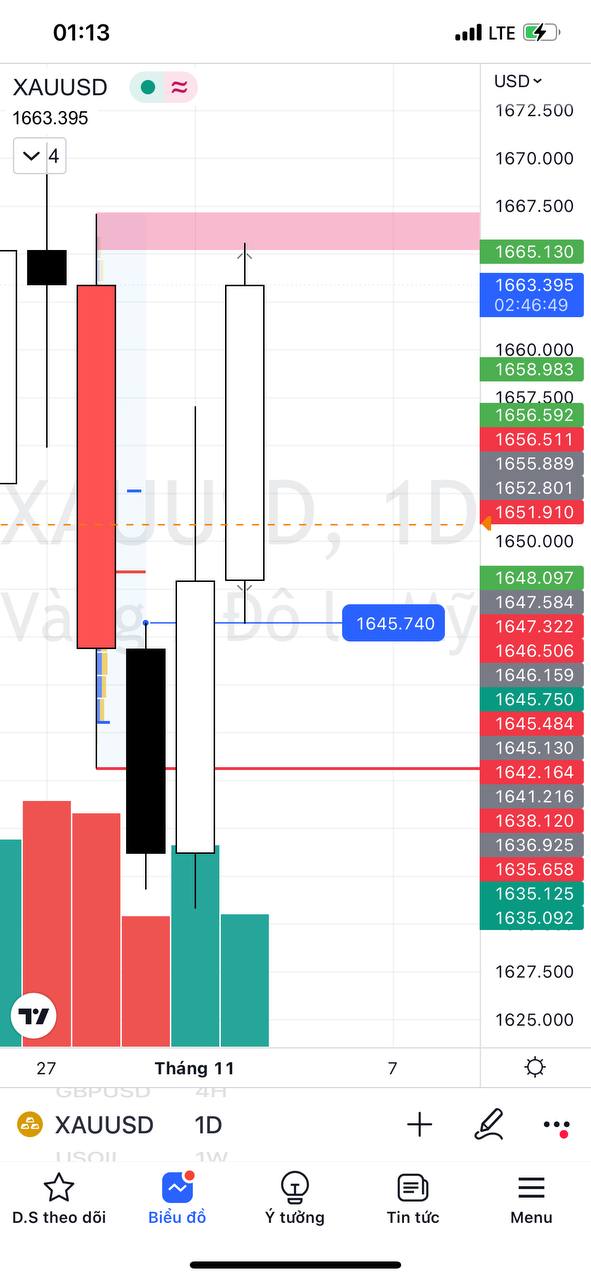 01:13
LTE
XAUUSD
USD
1663.395
4
1672.500
1670.000
1667.500
1665.130
1663.395
02:46:49
1660.000
1658.983
1657.500
1656.592
1656.511
1655.889
1652.801
1651.910
1650.000
1648.097
1647.584
1647.322
1646.506
1646.159
1645.750
1645.484
1645.130
1642.164
1641.216
1638.120
1636.925
1635.658
1635.125
1635.092
1627.500
1625.000
XAUUSD, 1D
Vàng Đô l Mỹ
1645.740
27
Tháng 11
7
GBPUSD 4H
XAUUSD 1D
USOIL 1W
D.S theo dõi
Biểu đồ
Ý tưởng
Tin tức
Menu